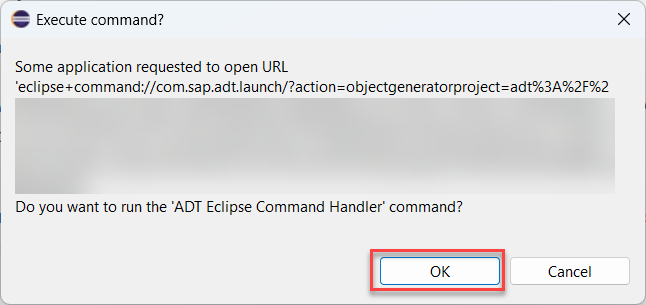 Execute command?
Some application requested to open URL
'eclipse+command://com.sap.adt.launch/?action=objectgeneratorproject=adt%3A%2F%2
Do you want to run the 'ADT Eclipse Command Handler' command?
OK Cancel